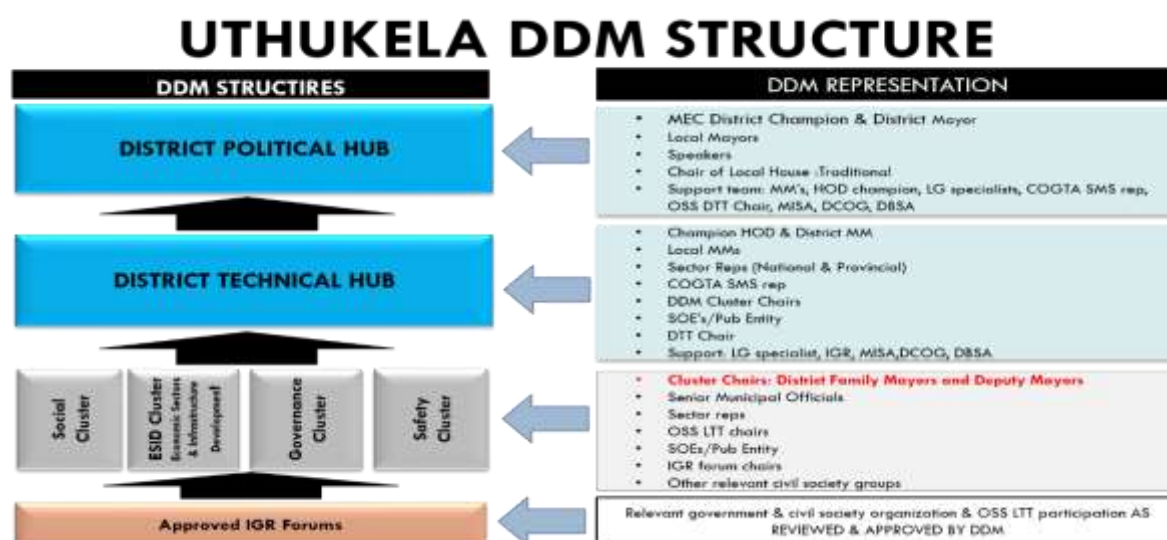 UTHUKELA DDM STRUCTURE
DDM STRUCTIRES
DISTRICT POLITICAL HUB
DISTRICT TECHNICAL HUB
Social
Cluster
ESID Cluster
Economic Sectors
& Infrastructure
Development
Governance
Cluster
Safety
Cluster
Approved IGR Forums
DDM REPRESENTATION
• MEC District Champion & District Mayor
• Local Mayors
• Speakers
• Chair of Local House -Traditional
• Support team: MM's, HOD champion, LG specialists, COGTA SMS rep,
OSS DTT Chair, MISA, DCOG, DBSA
• Champion HOD & District MM
• Local MMs
• Sector Reps (National & Provincial)
• COGTA SMS rep
• DDM Cluster Chairs
• SOE's/Pub Entity
• DTT Chair
• Support: LG specialist, IGR, MISA,DCOG, DBSA
• Cluster Chairs: District Family Mayors and Deputy Mayors
• Senior Municipal Officials
• Sector reps
• OSS LTT chairs
• SOEs/Pub Entity
• IGR forum chairs
• Other relevant civil society groups
Relevant government & civil society organization & OSS LTT participation AS
REVIEWED & APPROVED BY DDM